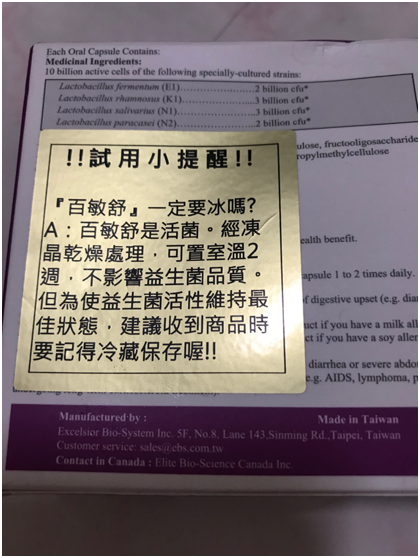 Each Oral Capsule Contains:
Medicinal Ingredients:
10 billion active cells of the following specially-cultured strains:
Lactobacillus fermentum (E1)........................2 billion cfu*
Lactobacillus rhamnosus (K1)........................3 billion cfu*
Lactobacillus salivarius (N1)........................3 billion cfu*
Lactobacillus paracasei (N2)........................2 billion cfu*
ulose, fructooligosaccharide
ropylmethylcellulose
!!試用小提醒!!
『百敏舒』一定要冰嗎?
A:百敏舒是活菌。經凍
晶乾燥處理,可置室溫2
週,不影響益生菌品質。
但為使益生菌活性維持最
佳狀態,建議收到商品時
要記得冷藏保存喔!!
ealth benefit.
apsule 1 to 2 times daily.
of digestive upset (e.g. diar
uct if you have a milk all
ct if you have a soy aller
diarrhea or severe abdo
e.g. AIDS, lymphoma, p
Manufactured by :
Made in Taiwan
Excelsior Bio-System Inc. 5F, No.8, Lane 143,Sinming Rd.,Taipei, Taiwan
Customer service: sales@ebs.com.tw
Contact in Canada : Elite Bio-Science Canada Inc.